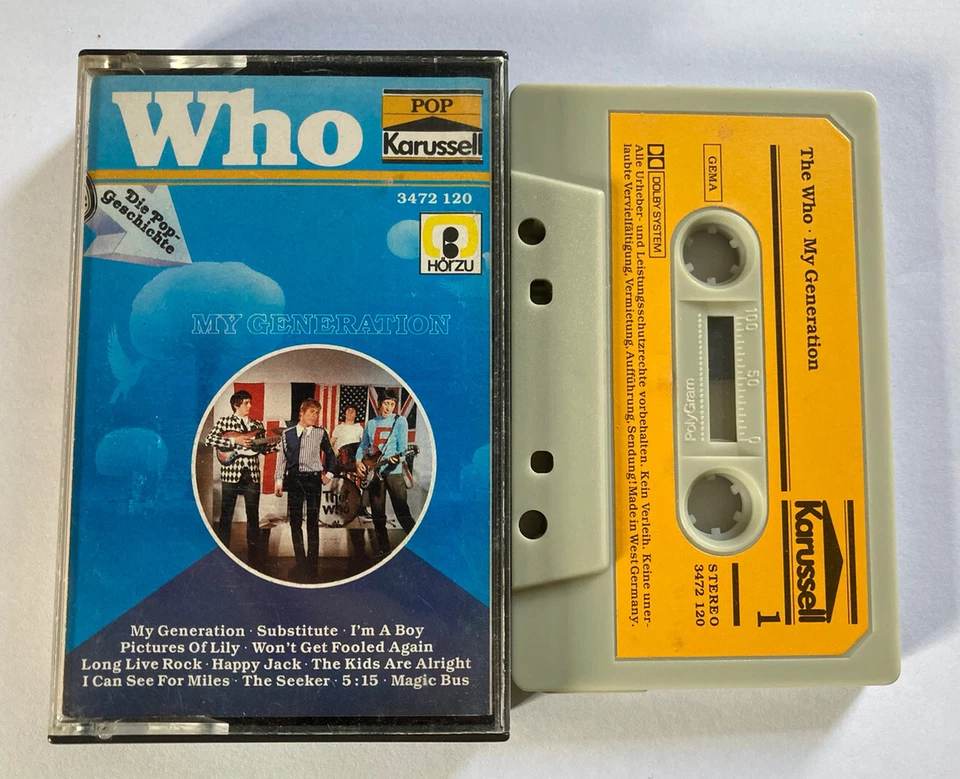 Who
POP
Karussell
3472 120
Die Pop-
Geschichte
HÖRZU
MY GENERATION
The
Who
My Generation · Substitute · I'm A Boy
Pictures Of Lily · Won't Get Fooled Again
Long Live Rock · Happy Jack · The Kids Are Alright
I Can See For Miles · The Seeker · 5:15 · Magic Bus
The Who · My Generation
Karussell
1
STEREO
3472 120
GEMA
100 50 0
PolyGram
DOLBY SYSTEM
Alle Urheber- und Leistungsschutzrechte vorbehalten. Kein Verleih. Keine uner-
laubte Vervielfältigung, Vermietung, Aufführung, Sendung! Made in West Germany.